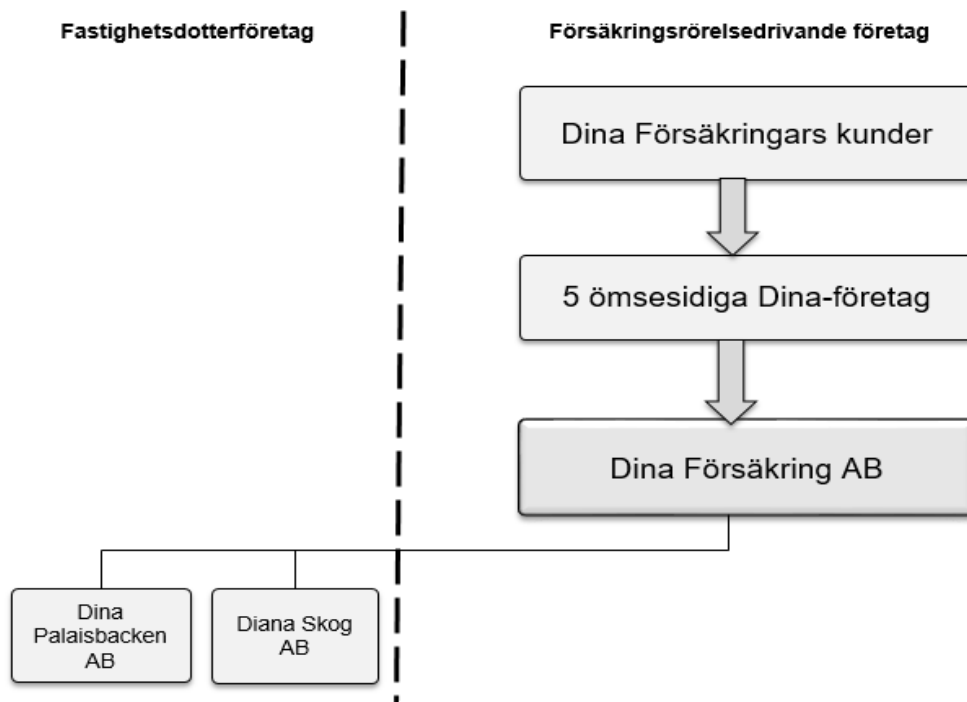 Fastighetsdotterföretag
Försäkringsrörelsedrivande företag
Dina Försäkringars kunder
5 ömsesidiga Dina-företag
Dina Försäkring AB
Dina
Palaisbacken
AB
Diana Skog
AB